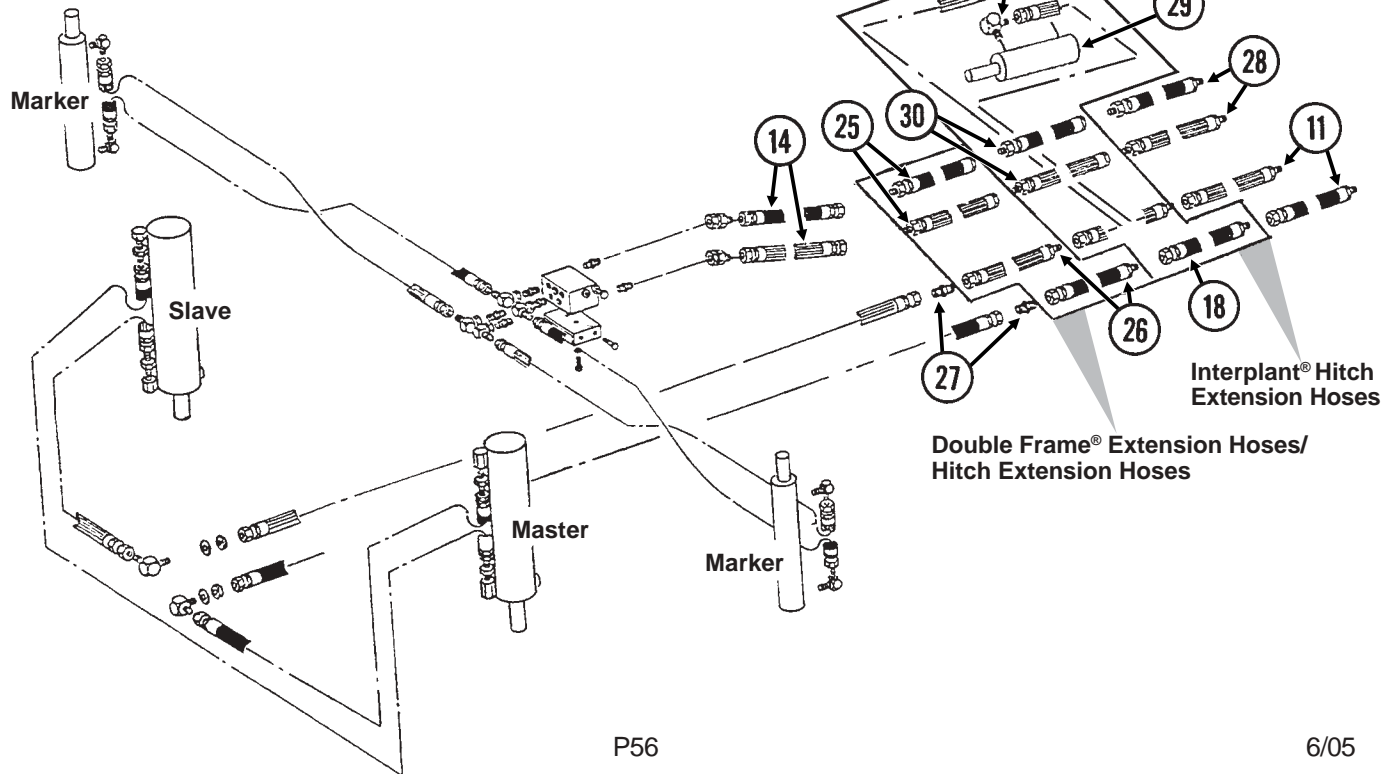 29
28
Marker
30
25
11
14
Slave
18
26
27
Interplant® Hitch
Extension Hoses
Double Frame® Extension Hoses/
Hitch Extension Hoses
Master
Marker
P56
6/05